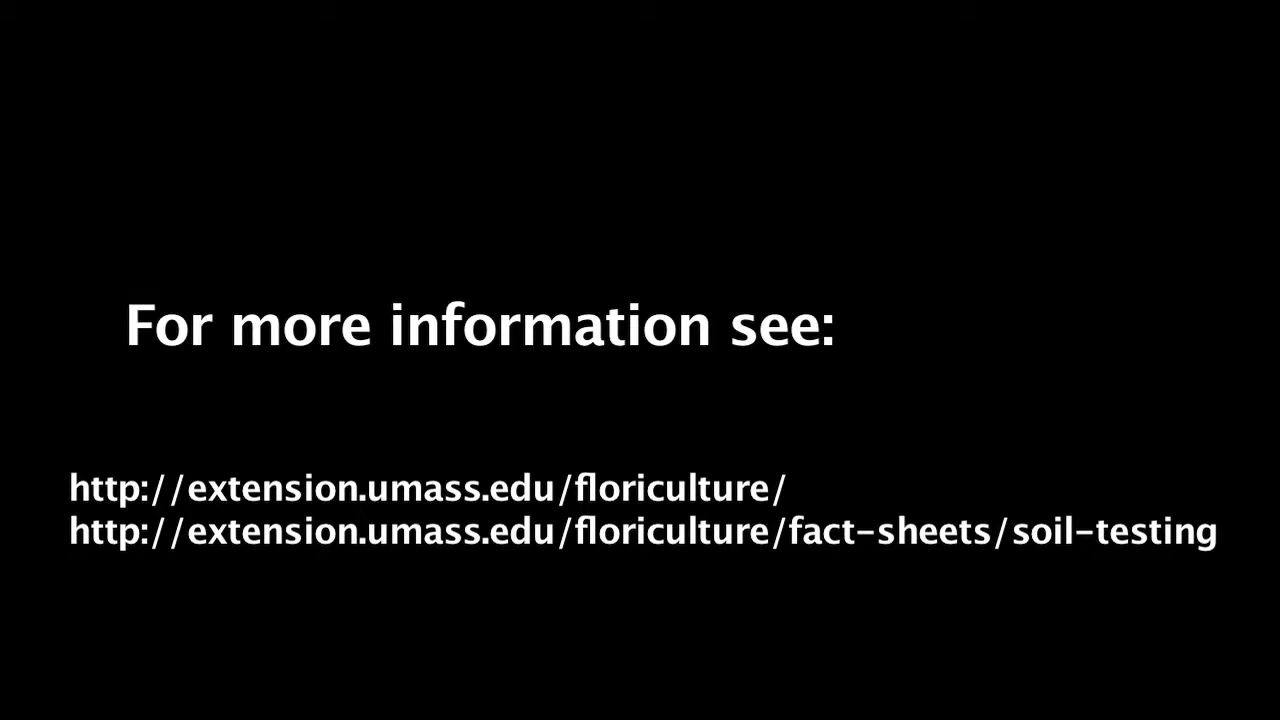 For more information see:
http://extension.umass.edu/floriculture/
http://extension.umass.edu/floriculture/fact-sheets/soil-testing